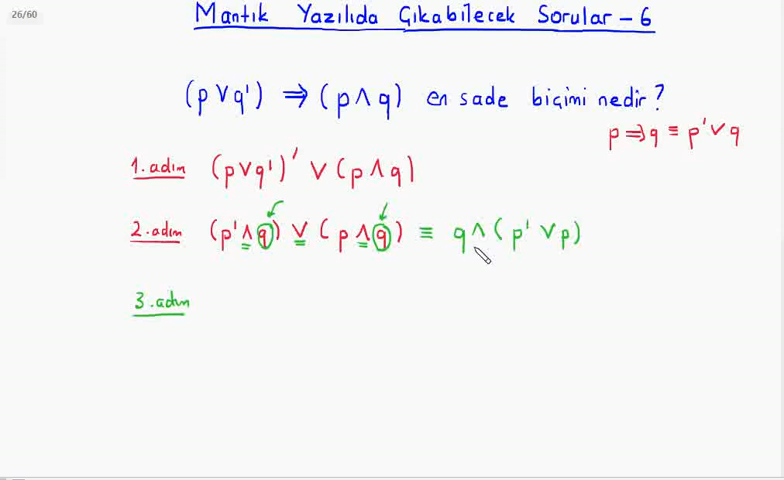 26/60
Mantık Yazılıda Çıkabilecek Sorular - 6
(p ∨ q') ⇒ (p ∧ q) en sade biçimi nedir?
p ⇒ q ≡ p' ∨ q
1. adım (p ∨ q')' ∨ (p ∧ q)
2. adım (p' ∧ q) ∨ (p ∧ q) ≡ q ∧ (p' ∨ p)
3. adım